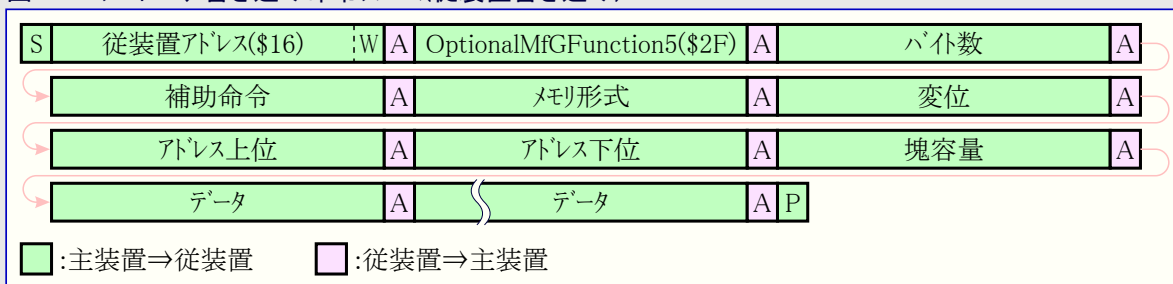 S 従装置アドレス($16) W A OptionalMfGFunction5($2F) A バイト数 A
補助命令 A メモリ形式 A 変位 A
アドレス上位 A アドレス下位 A 塊容量 A
データ A データ A P
:主装置⇒従装置 :従装置⇒主装置